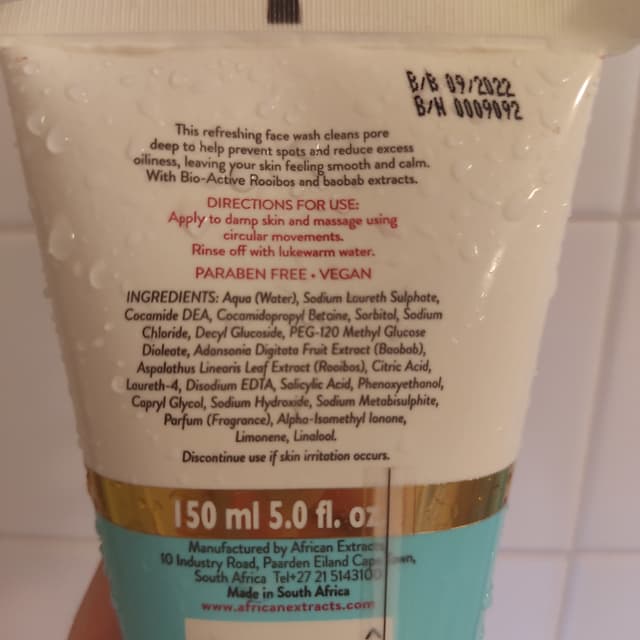 B/B 09/2022
B/N 0009092
This refreshing face wash cleans pore
deep to help prevent spots and reduce excess
oiliness, leaving your skin feeling smooth and calm.
With Bio-Active Rooibos and baobab extracts.
DIRECTIONS FOR USE:
Apply to damp skin and massage using
circular movements.
Rinse off with lukewarm water.
PARABEN FREE • VEGAN
INGREDIENTS: Aqua (Water), Sodium Laureth Sulphate,
Cocamide DEA, Cocamidopropyl Betaine, Sorbitol, Sodium
Chloride, Decyl Glucoside, PEG-120 Methyl Glucose
Dioleate, Adansonia Digitata Fruit Extract (Baobab),
Aspalathus Linearis Leaf Extract (Rooibos), Citric Acid,
Laureth-4, Disodium EDTA, Salicylic Acid, Phenoxyethanol,
Capryl Glycol, Sodium Hydroxide, Sodium Metabisulphite,
Parfum (Fragrance), Alpha-Isomethyl Ionone,
Limonene, Linalool.
Discontinue use if skin irritation occurs.
150 ml 5.0 fl. oz
Manufactured by African Extracts
10 Industry Road, Paarden Eiland Cape Town,
South Africa Tel+27 21 5143100
Made in South Africa
www.africanextracts.com